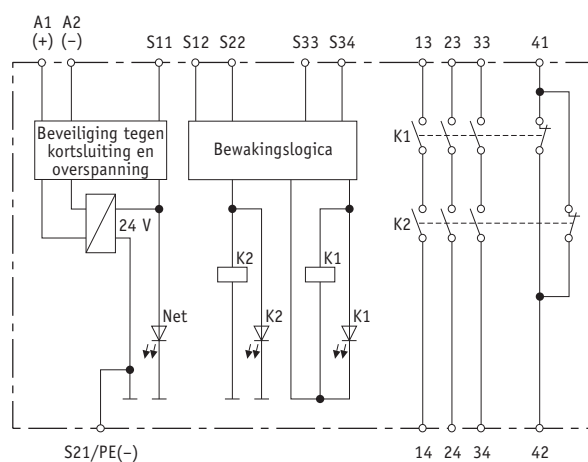 A1 A2
(+) (–) S11 S12 S22 S33 S34 13 23 33 41
Beveiliging tegen
kortsluiting en
overspanning
Bewakingslogica
K1
24 V
K2
K2 K1
Net K2 K1
S21/PE(–) 14 24 34 42